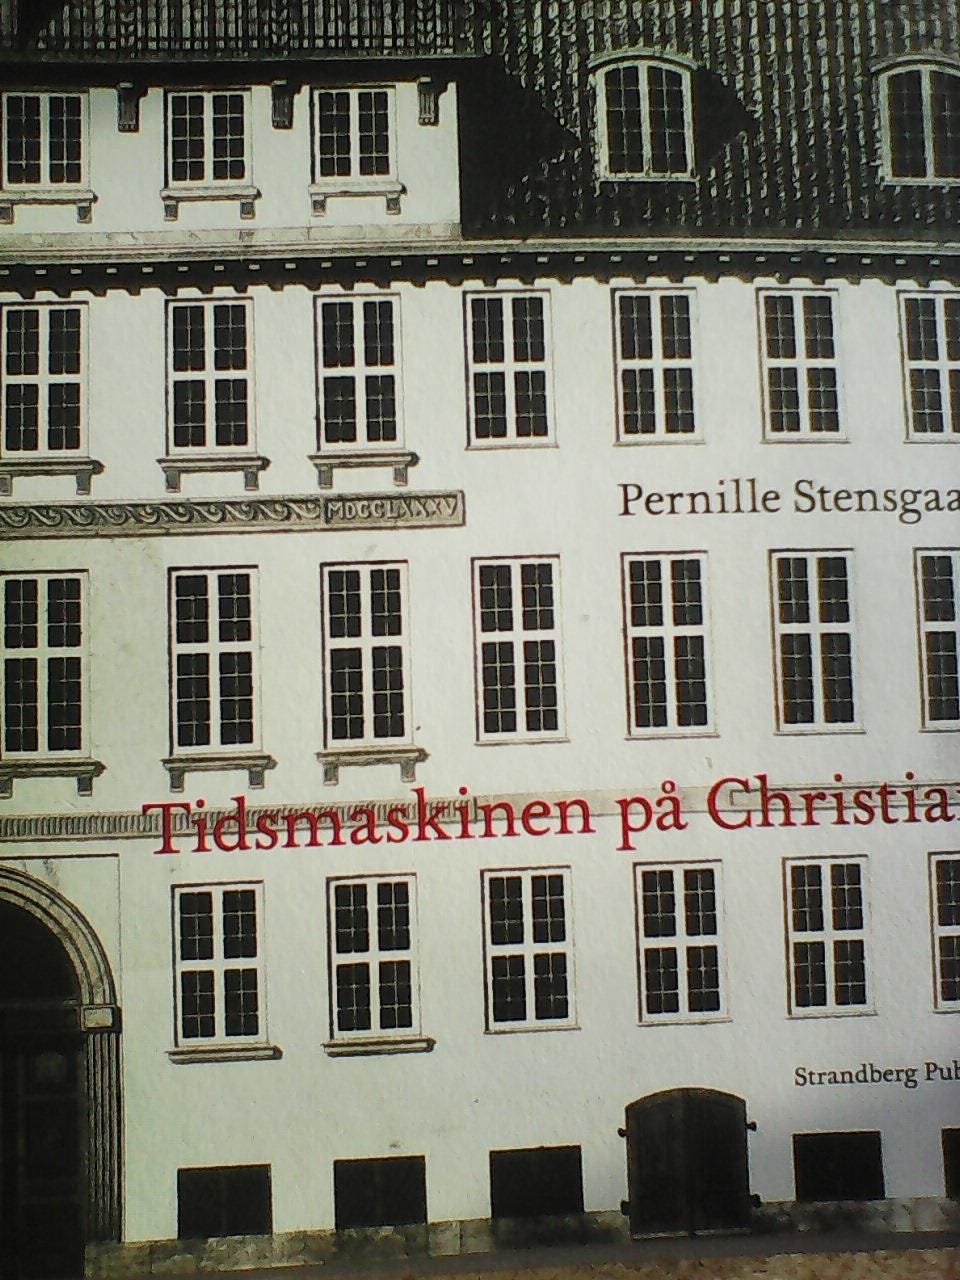 MDCCLXXXV
Pernille Stensgaa
Tidsmaskinen på Christia
Strandberg Pub